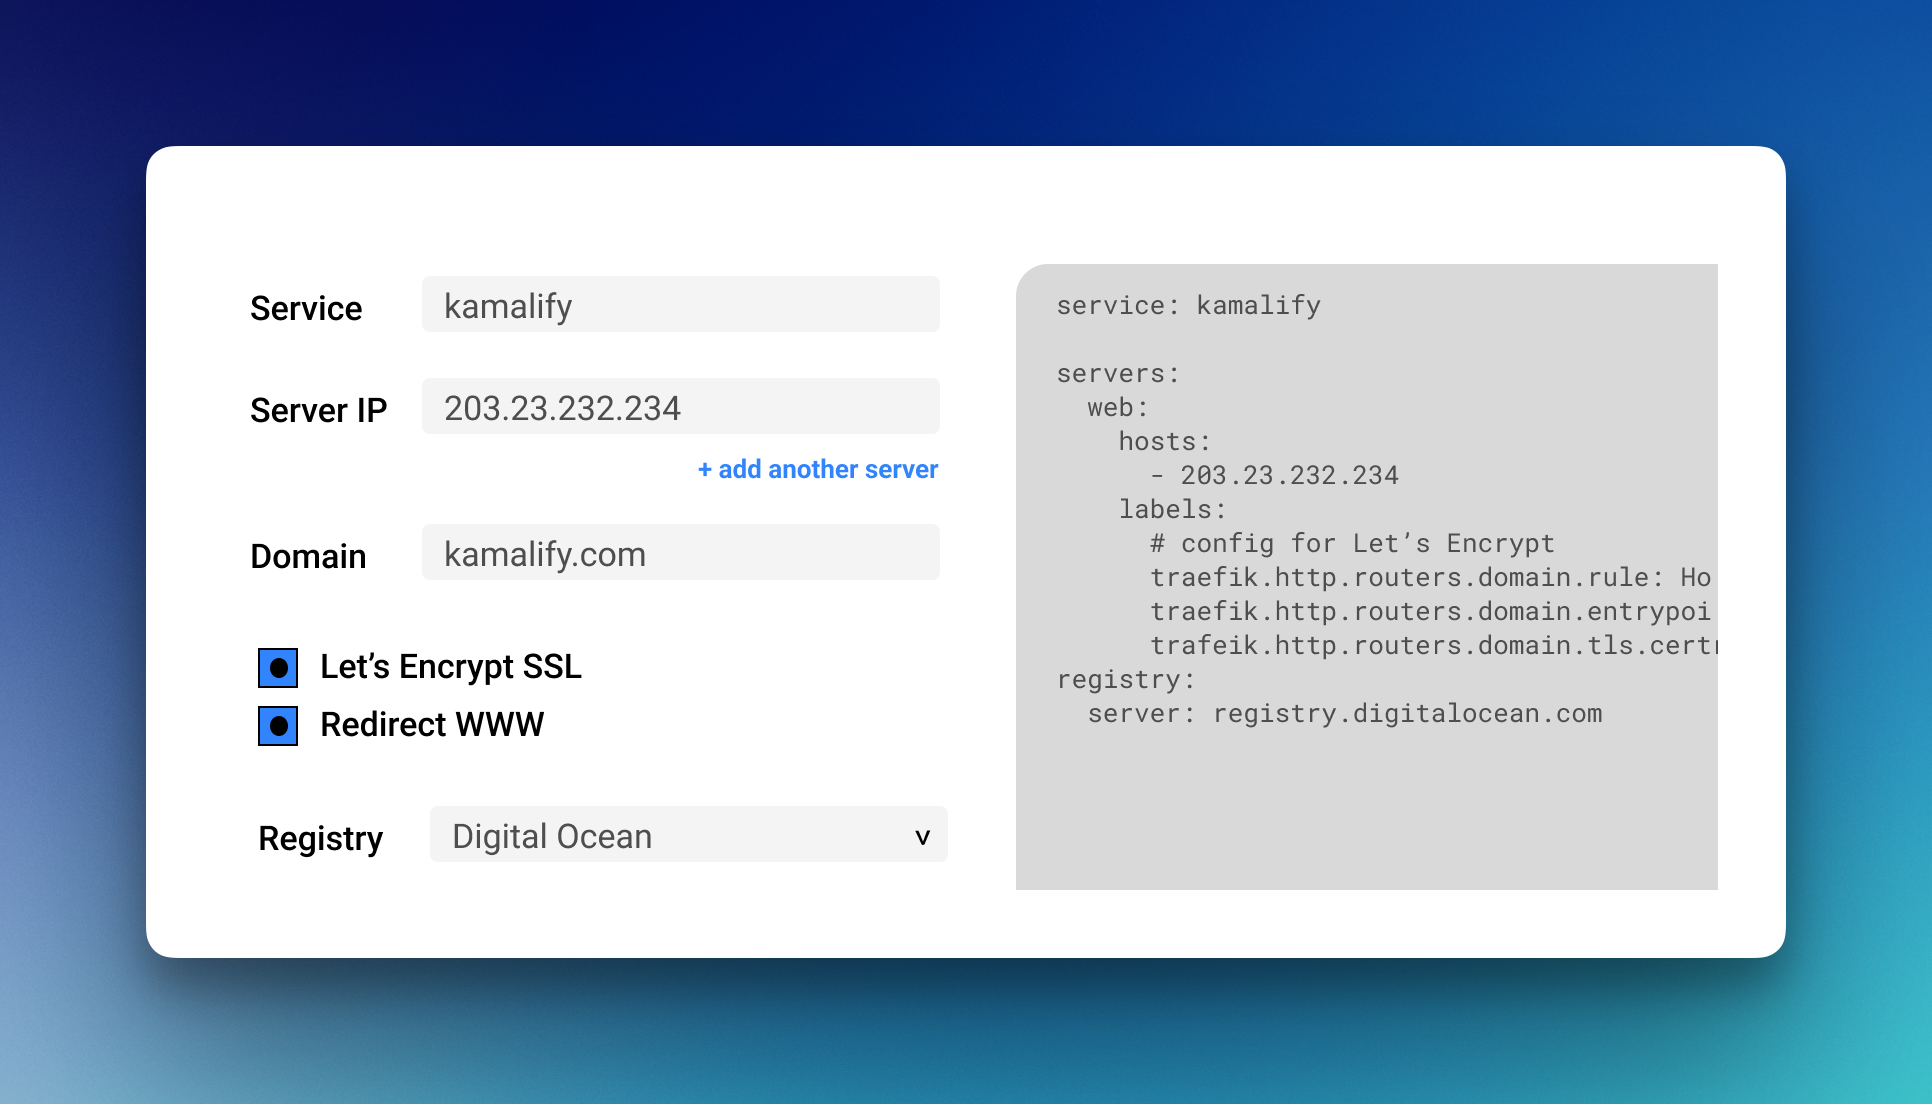 Service
kamalify
Server IP
203.23.232.234
+ add another server
Domain
kamalify.com
Let’s Encrypt SSL
Redirect WWW
Registry
Digital Ocean
v
service: kamalify
servers:
web:
hosts:
- 203.23.232.234
labels:
# config for Let’s Encrypt
traefik.http.routers.domain.rule: Ho
traefik.http.routers.domain.entrypoi
trafeik.http.routers.domain.tls.certr
registry:
server: registry.digitalocean.com